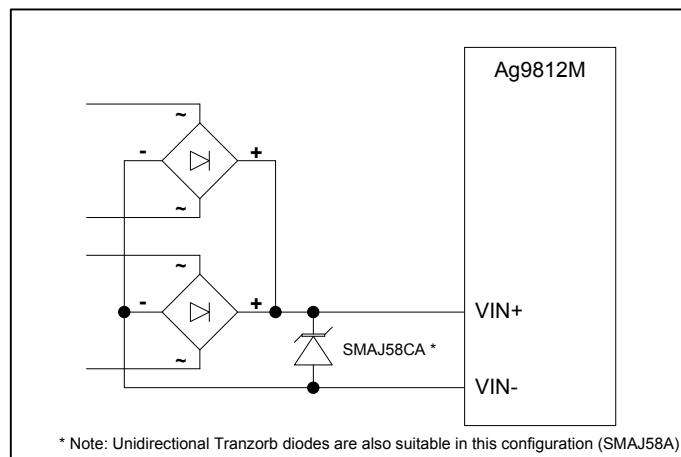 Ag9812M
~
- +
~
~
- +
~
VIN+
SMAJ58CA *
VIN-
* Note: Unidirectional Tranzorb diodes are also suitable in this configuration (SMAJ58A)